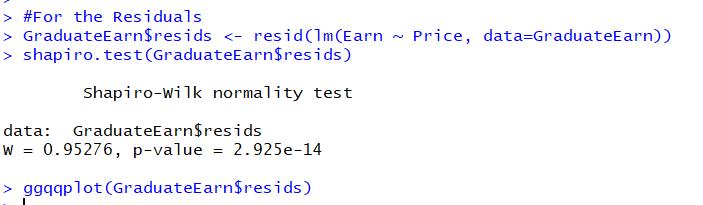 >
> #For the Residuals
> GraduateEarn$resids <- resid(lm(Earn ~ Price, data=GraduateEarn))
> shapiro.test(GraduateEarn$resids)
Shapiro-Wilk normality test
data:  GraduateEarn$resids
W = 0.95276, p-value = 2.925e-14
> ggqqplot(GraduateEarn$resids)
>